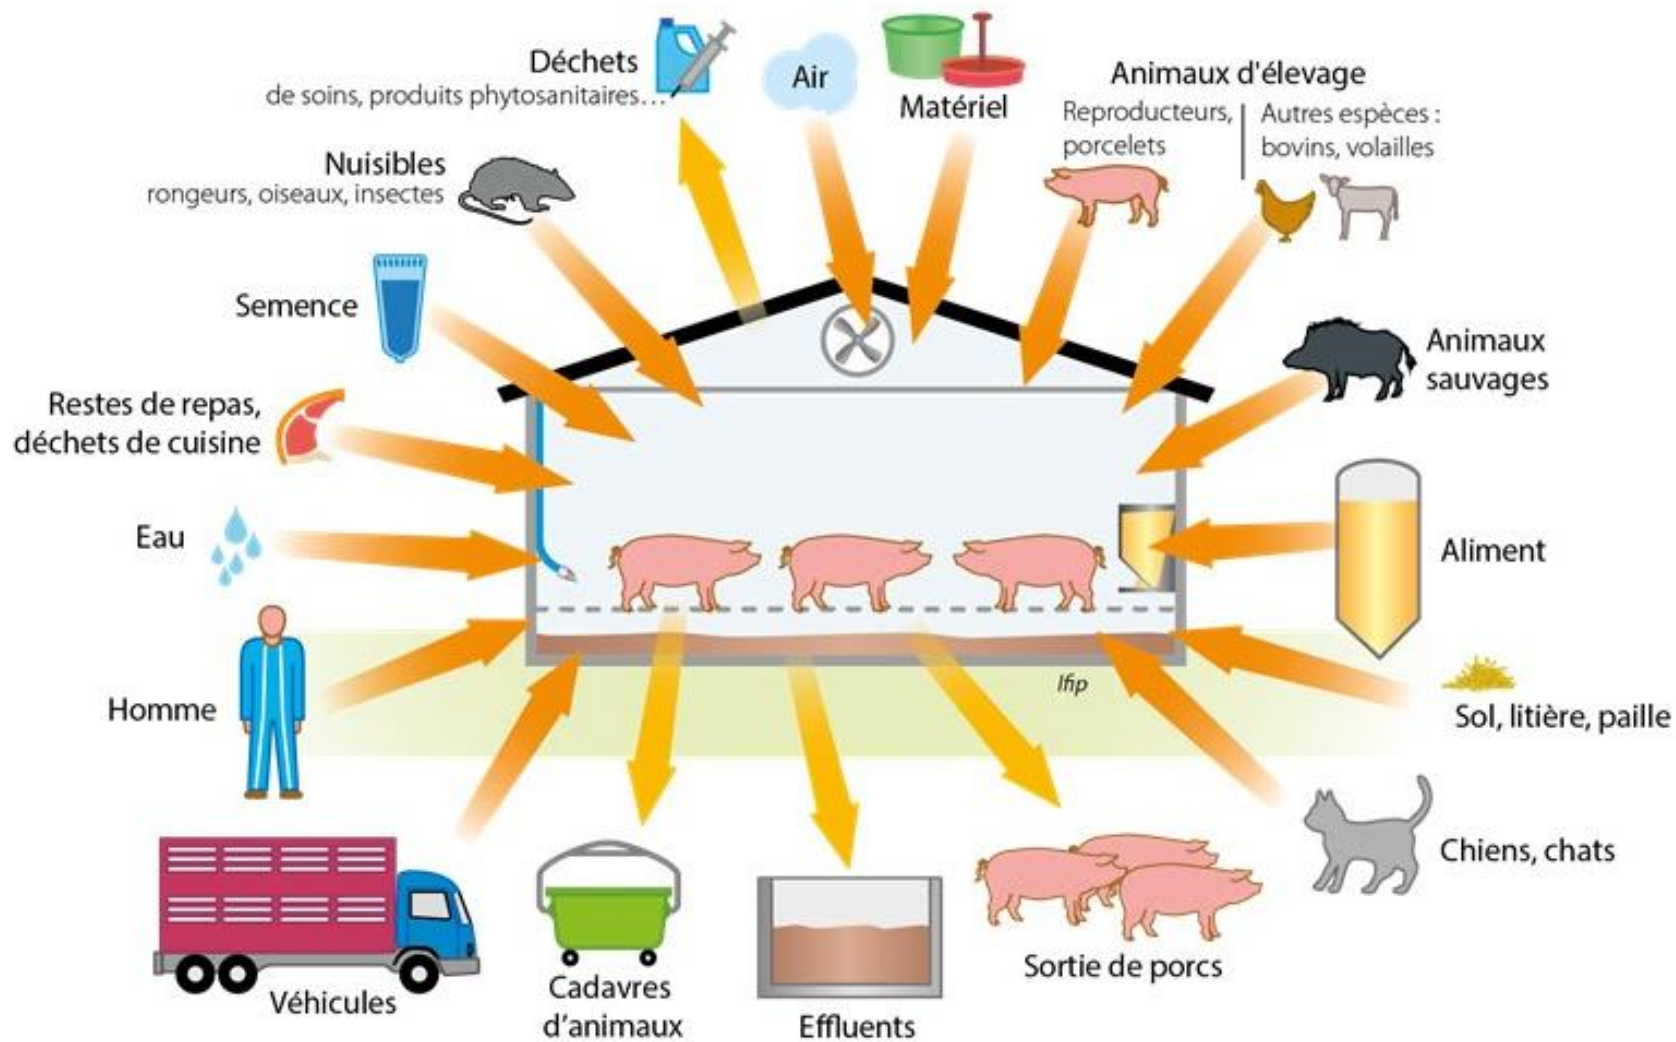 Déchets
de soins, produits phytosanitaires...
Air
Matériel
Animaux d'élevage
Reproducteurs,
porcelets
Autres espèces :
bovins, volailles
Nuisibles
rongeurs, oiseaux, insectes
Semence
Animaux
sauvages
Restes de repas,
déchets de cuisine
Eau
Aliment
Homme
Ifip
Sol, litière, paille
Chiens, chats
Véhicules
Cadavres
d'animaux
Effluents
Sortie de porcs